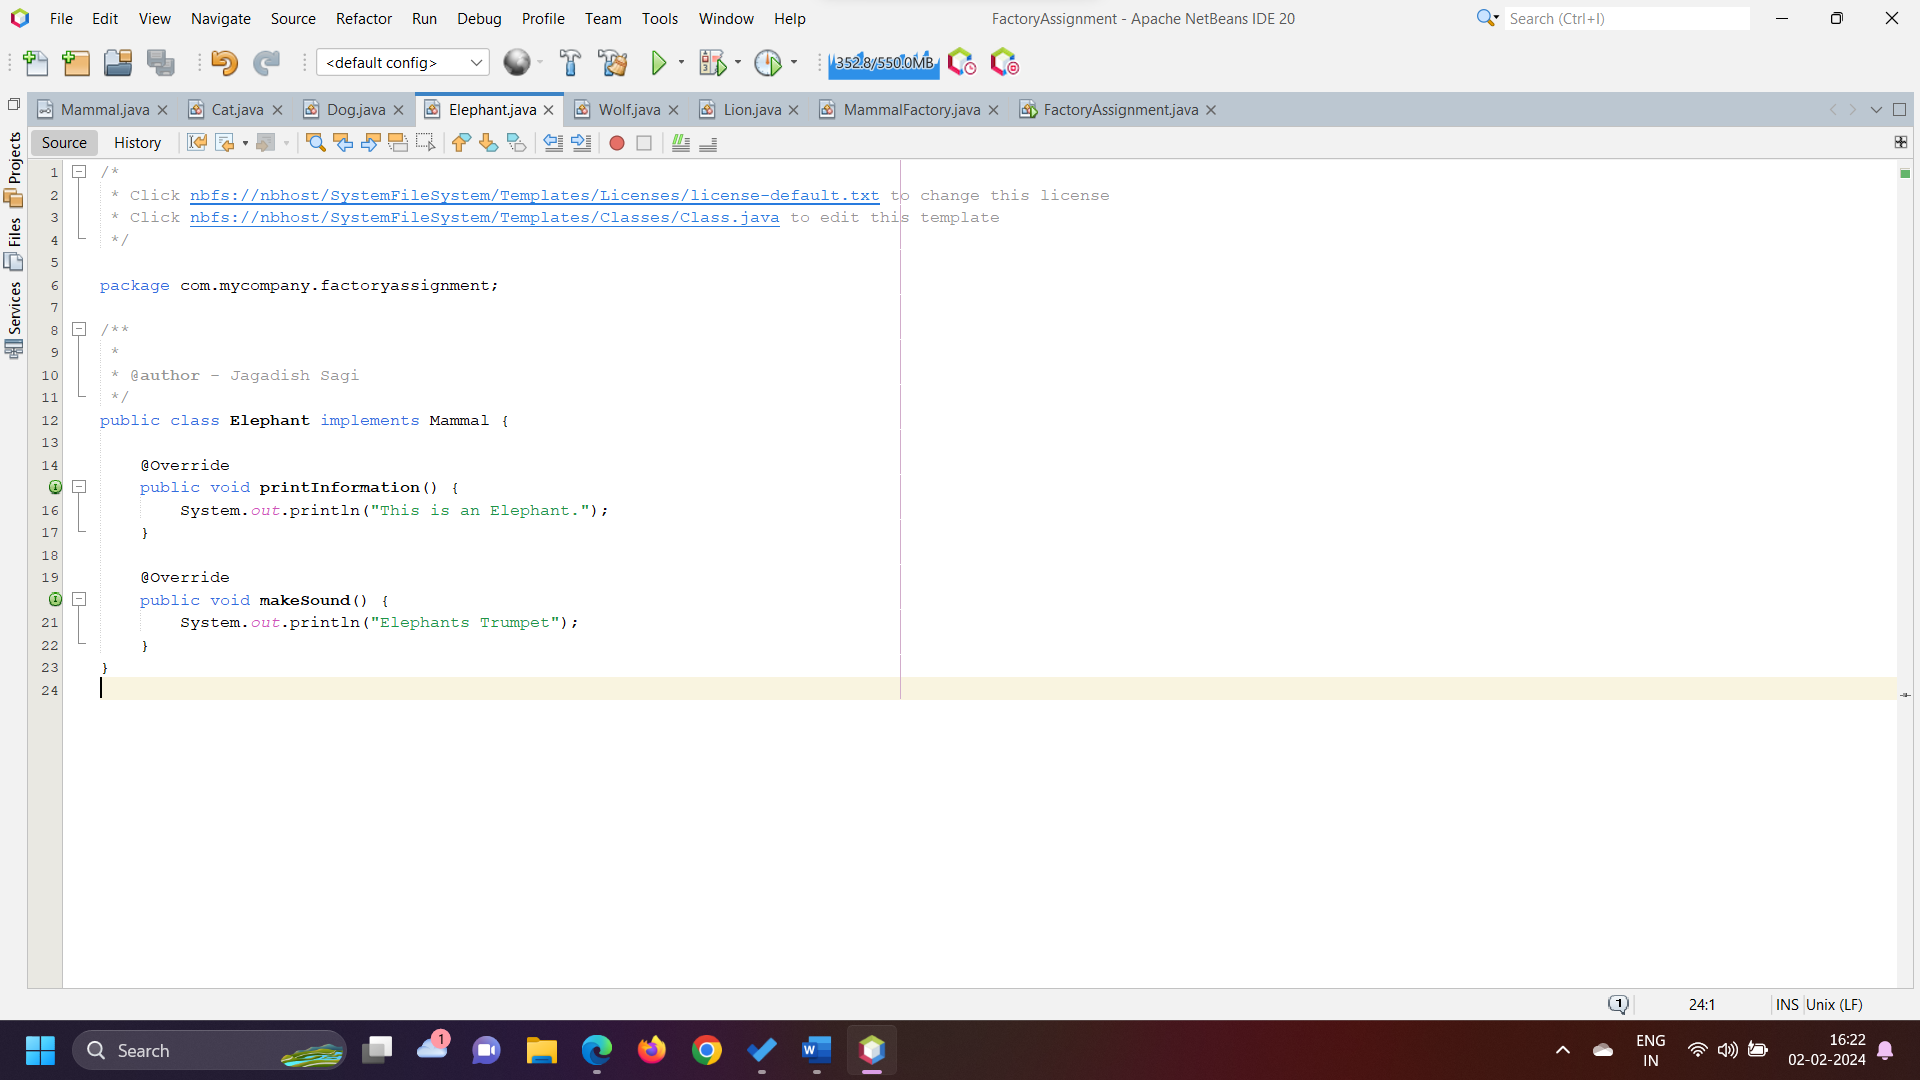 File Edit View Navigate Source Refactor Run Debug Profile Team Tools Window Help FactoryAssignment - Apache NetBeans IDE 20 Search (Ctrl+I)
<default config> 352.8/550.0MB
Mammal.java Cat.java Dog.java Elephant.java Wolf.java Lion.java MammalFactory.java FactoryAssignment.java
Source History
Projects
Files
Services
1 /*
2 * Click nbfs://nbhost/SystemFileSystem/Templates/Licenses/license-default.txt to change this license
3 * Click nbfs://nbhost/SystemFileSystem/Templates/Classes/Class.java to edit this template
4 */
5
6 package com.mycompany.factoryassignment;
7
8 /**
9 *
10 * @author - Jagadish Sagi
11 */
12 public class Elephant implements Mammal {
13
14 @Override
public void printInformation() {
16 System.out.println("This is an Elephant.");
17 }
18
19 @Override
public void makeSound() {
21 System.out.println("Elephants Trumpet");
22 }
23 }
24
1 24:1 INS Unix (LF)
Search 1 ENG IN 16:22 02-02-2024